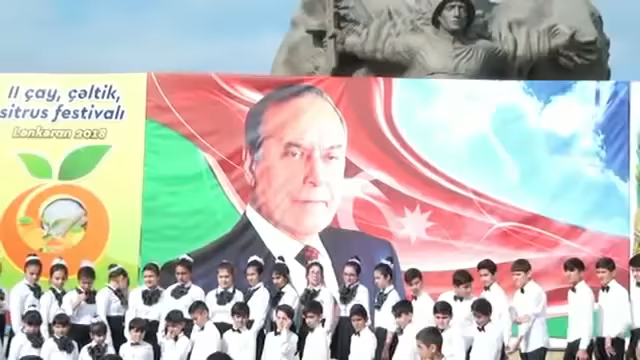 II çay, çəltik,
sitrus festivalı
Lənkəran 2018